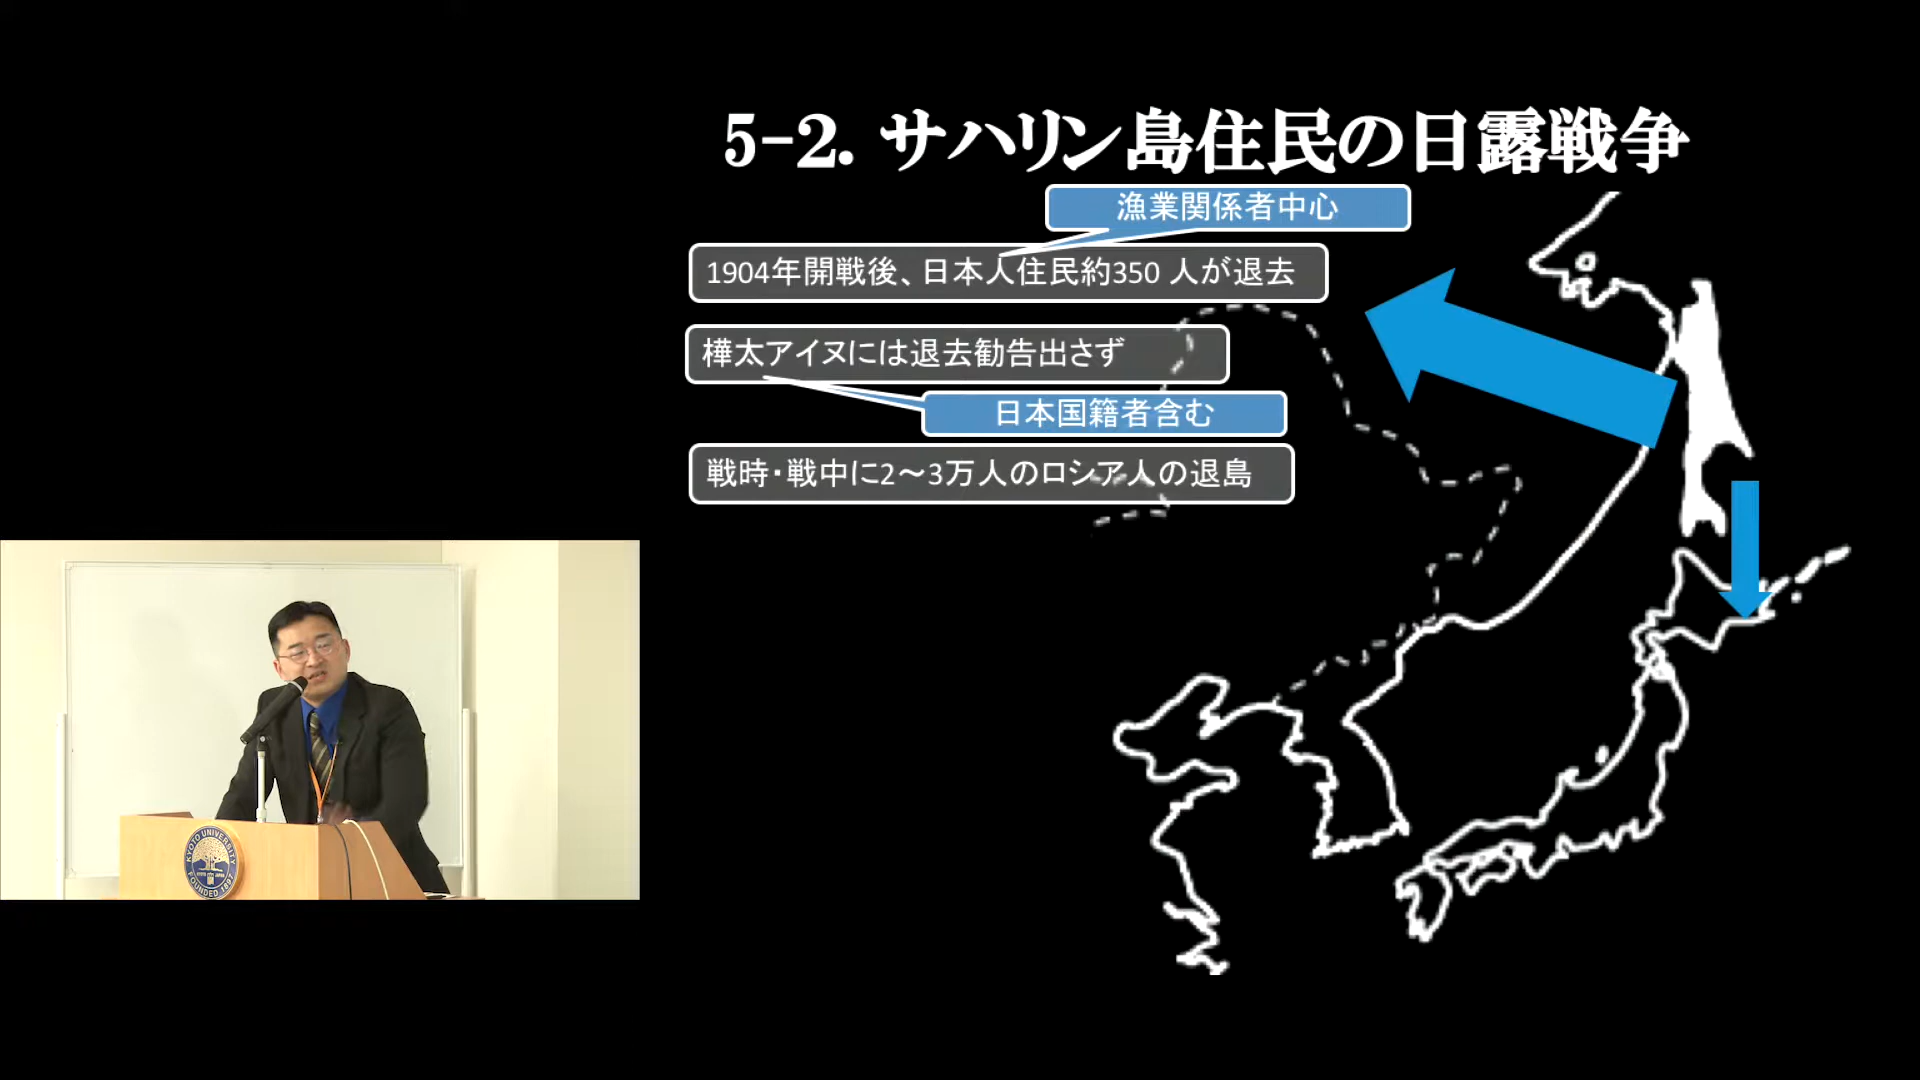 5-2. サハリン島住民の日露戦争
漁業関係者中心
1904年開戦後、日本人住民約350 人が退去
樺太アイヌには退去勧告出さず
日本国籍者含む
戦時・戦中に2～3万人のロシア人の退島
KYOTO UNIVERSITY
FOUNDED 1897